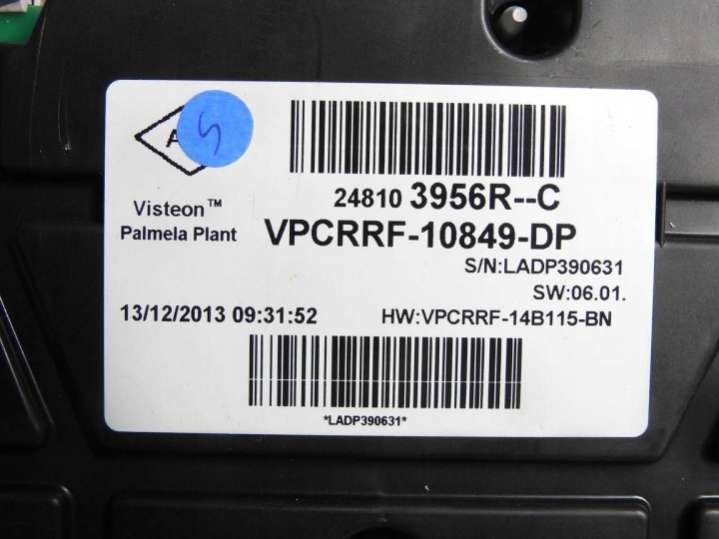 A
5
24810 3956R--C
Visteon™
Palmela Plant
VPCRRF-10849-DP
S/N:LADP390631
SW:06.01.
13/12/2013 09:31:52
HW:VPCRRF-14B115-BN
*LADP390631*